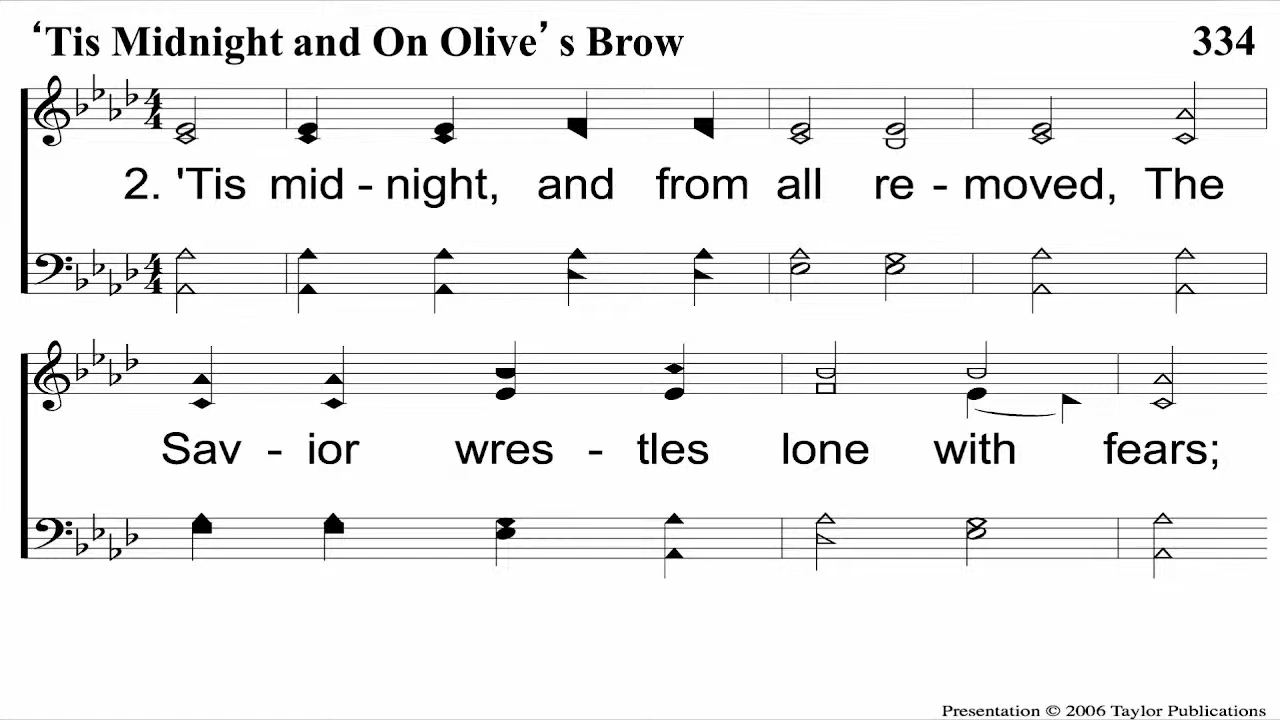 ‘Tis Midnight and On Olive’ s Brow 334
2. 'Tis mid - night, and from all re - moved, The
Sav - ior wres - tles lone with fears;
Presentation © 2006 Taylor Publications